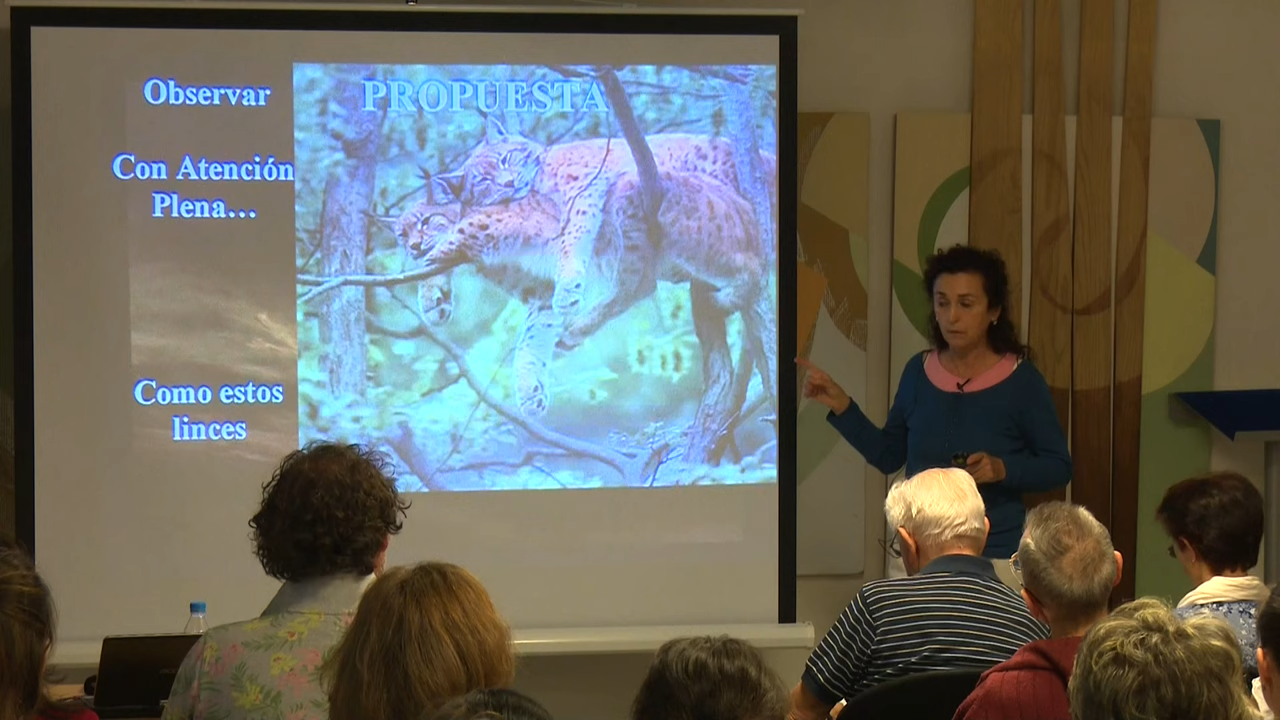 Observar
PROPUESTA
Con Atención
Plena...
Como estos
linces